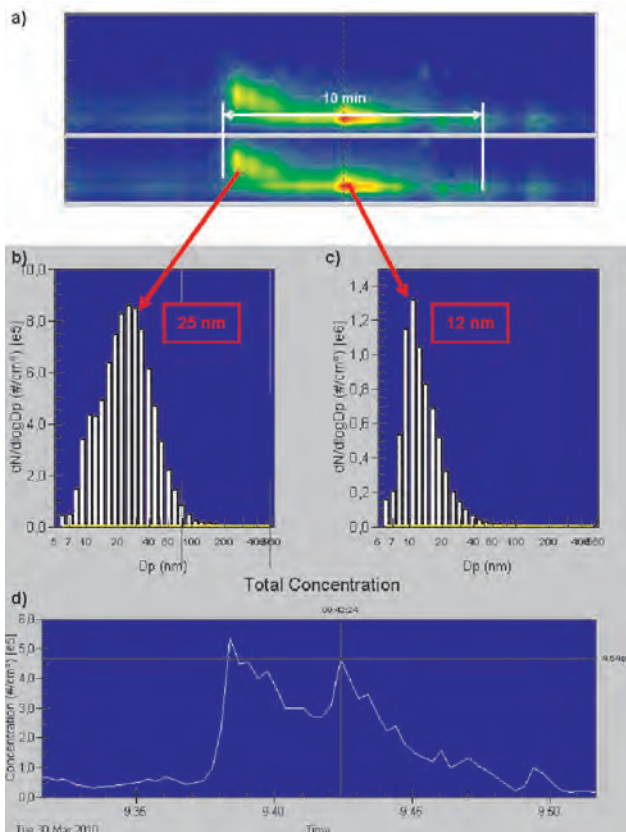 a)
10 min
b)
c)
10,0
8,0
6,0
4,0
2,0
0,0
dN/dlogDp (#/cm³) [e5]
25 nm
5 7 10 20 40 100 200 400
Dp (nm)
1,4
1,2
1,0
0,8
0,6
0,4
0,2
0,0
dN/dlogDp (#/cm³) [e6]
12 nm
5 7 10 20 40 100 200
Dp (nm)
Total Concentration
d)
09:42:24
6,0
5,0
4,0
3,0
2,0
1,0
0,0
Concentration (#/cm³) [e5]
9:35 9:40 9:45 9:50
Tue 30 Mar 2010
Time